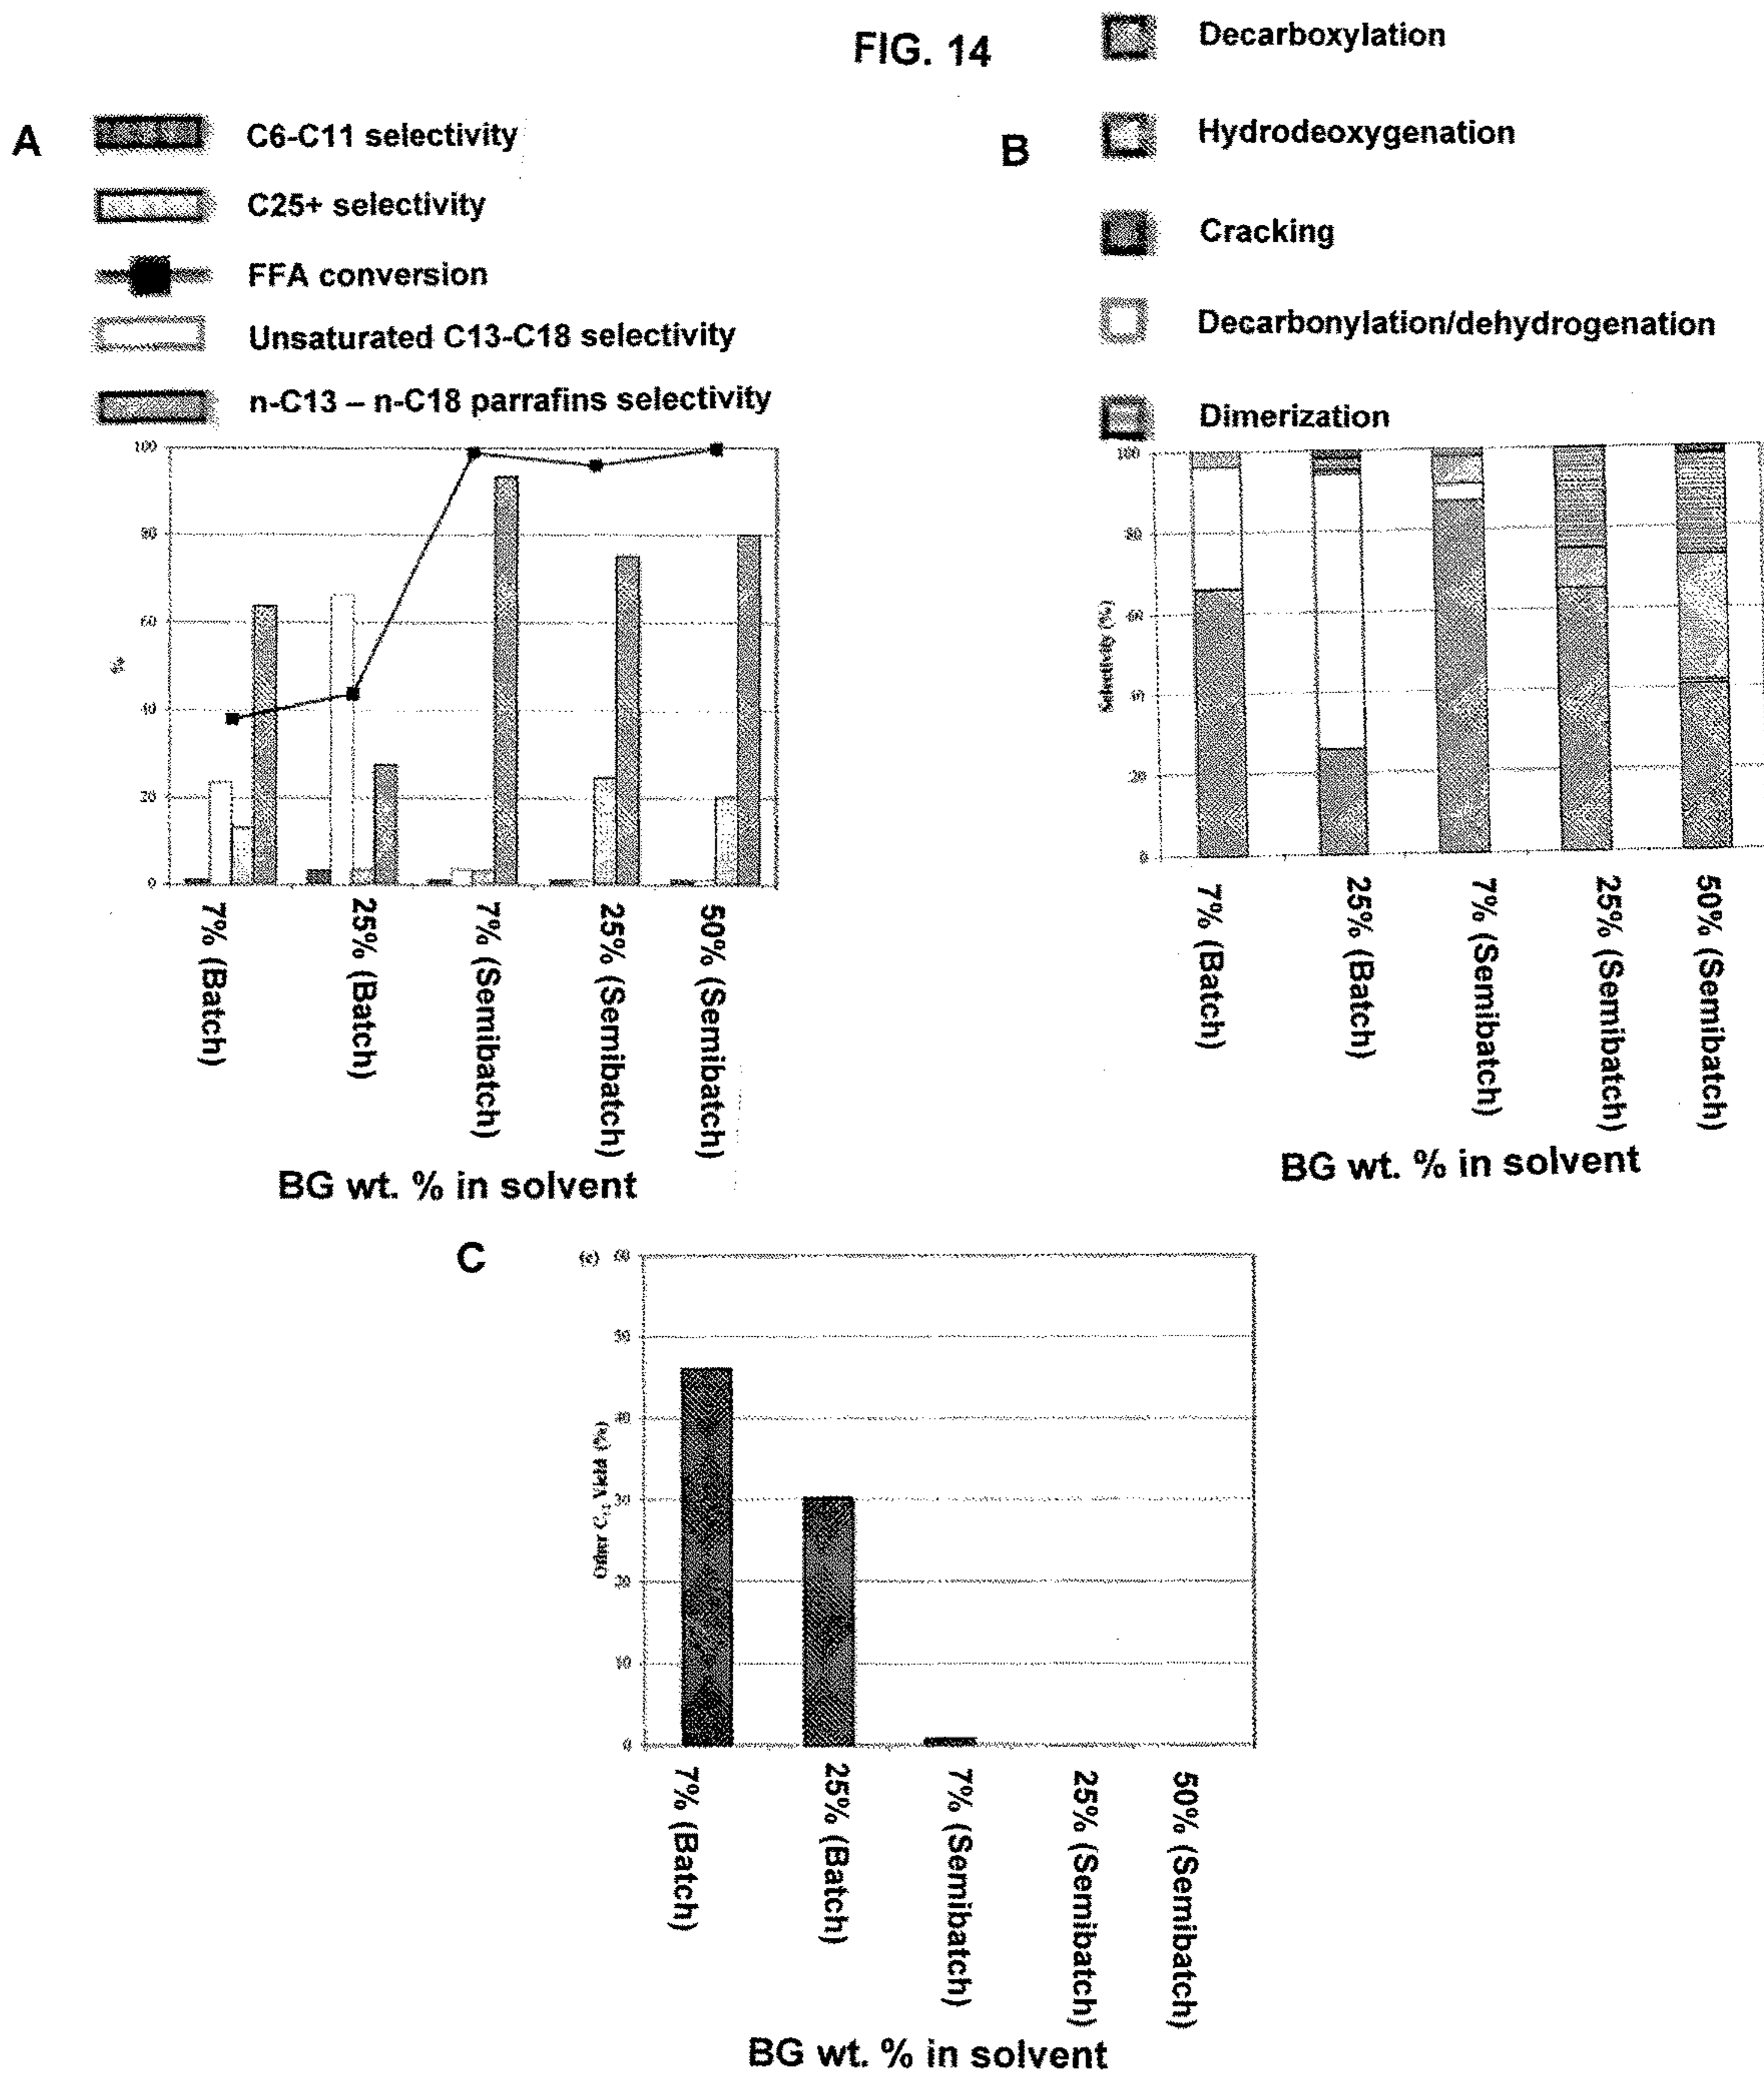 FIG. 14
A
C6-C11 selectivity
C25+ selectivity
FFA conversion
Unsaturated C13-C18 selectivity
n-C13 – n-C18 parrafins selectivity
100
80
60
40
20
0
%
7% (Batch)
25% (Batch)
7% (Semibatch)
25% (Semibatch)
50% (Semibatch)
BG wt. % in solvent
B
Decarboxylation
Hydrodeoxygenation
Cracking
Decarbonylation/dehydrogenation
Dimerization
100
80
60
40
20
0
Selectivity (%)
7% (Batch)
25% (Batch)
7% (Semibatch)
25% (Semibatch)
50% (Semibatch)
BG wt. % in solvent
C
60
50
40
30
20
10
0
Yield (%)
7% (Batch)
25% (Batch)
7% (Semibatch)
25% (Semibatch)
50% (Semibatch)
BG wt. % in solvent